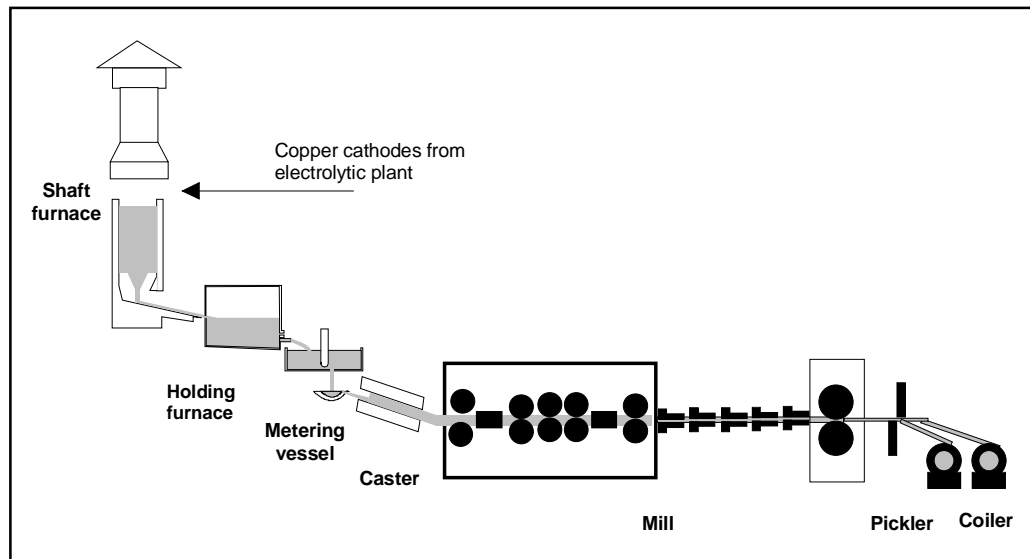 Copper cathodes from
electrolytic plant
Shaft
furnace
Holding
furnace
Metering
vessel
Caster
Mill
Pickler
Coiler